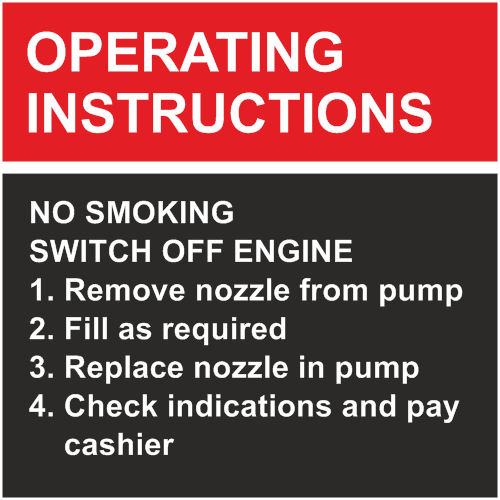 OPERATING
INSTRUCTIONS
NO SMOKING
SWITCH OFF ENGINE
1. Remove nozzle from pump
2. Fill as required
3. Replace nozzle in pump
4. Check indications and pay
cashier